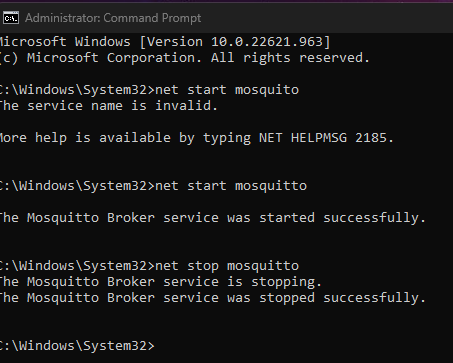 Administrator: Command Prompt
Microsoft Windows [Version 10.0.22621.963]
(c) Microsoft Corporation. All rights reserved.
C:\Windows\System32>net start mosquito
The service name is invalid.
More help is available by typing NET HELPMSG 2185.
C:\Windows\System32>net start mosquitto
The Mosquitto Broker service was started successfully.
C:\Windows\System32>net stop mosquitto
The Mosquitto Broker service is stopping.
The Mosquitto Broker service was stopped successfully.
C:\Windows\System32>